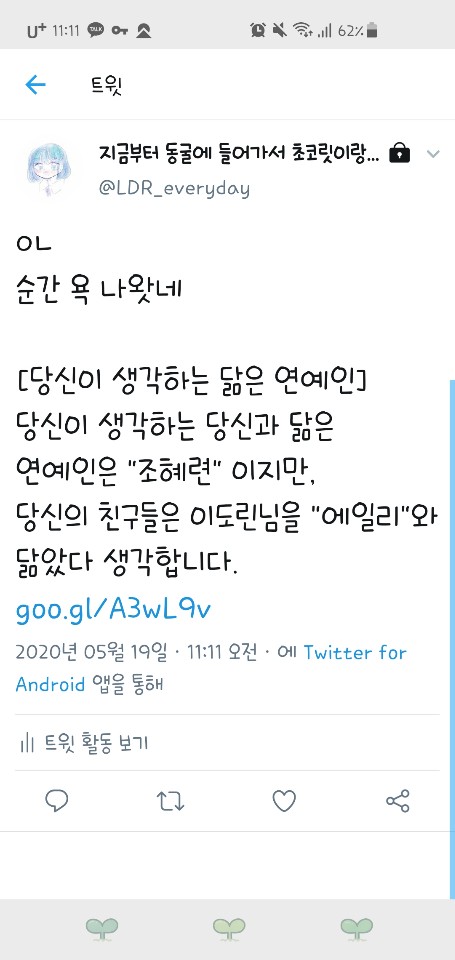 U+ 11:11 TALK 62%
트윗
지금부터 동굴에 들어가서 초코릿이랑...
@LDR_everyday
ㅇㄴ
순간 욕 나왓네
[당신이 생각하는 닮은 연예인]
당신이 생각하는 당신과 닮은
연예인은 "조혜련" 이지만,
당신의 친구들은 이도린님을 "에일리"와
닮았다 생각합니다.
goo.gl/A3wL9v
2020년 05월 19일 · 11:11 오전 · 에 Twitter for
Android 앱을 통해
트윗 활동 보기